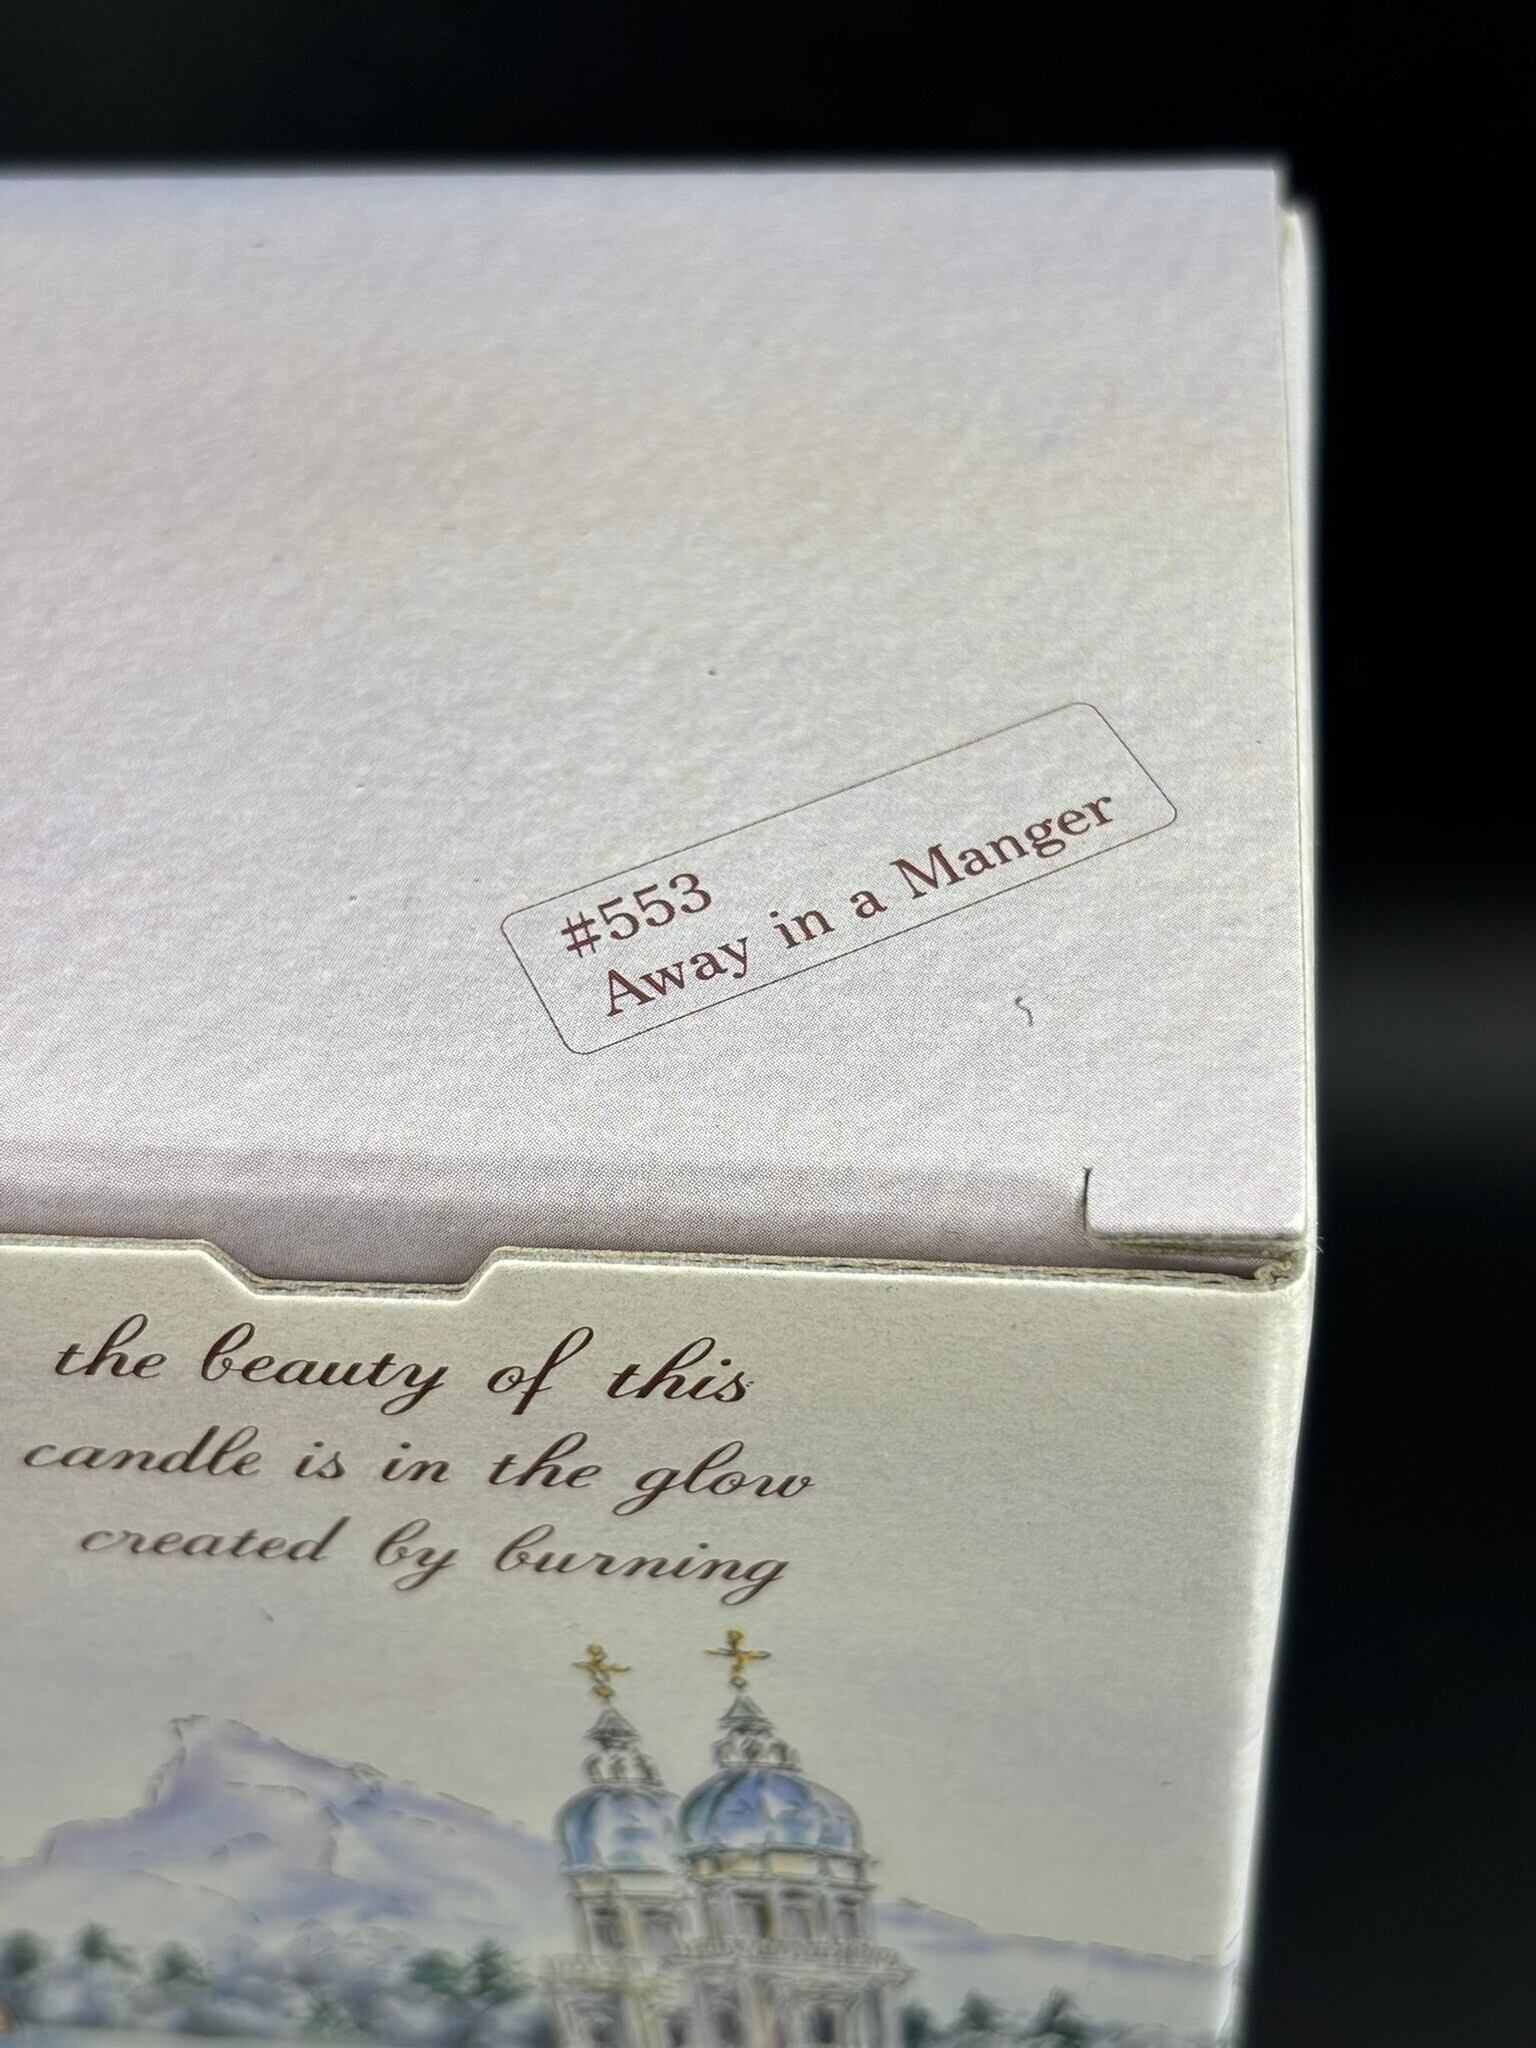 #553
Away in a Manger
the beauty of this
candle is in the glow
created by burning